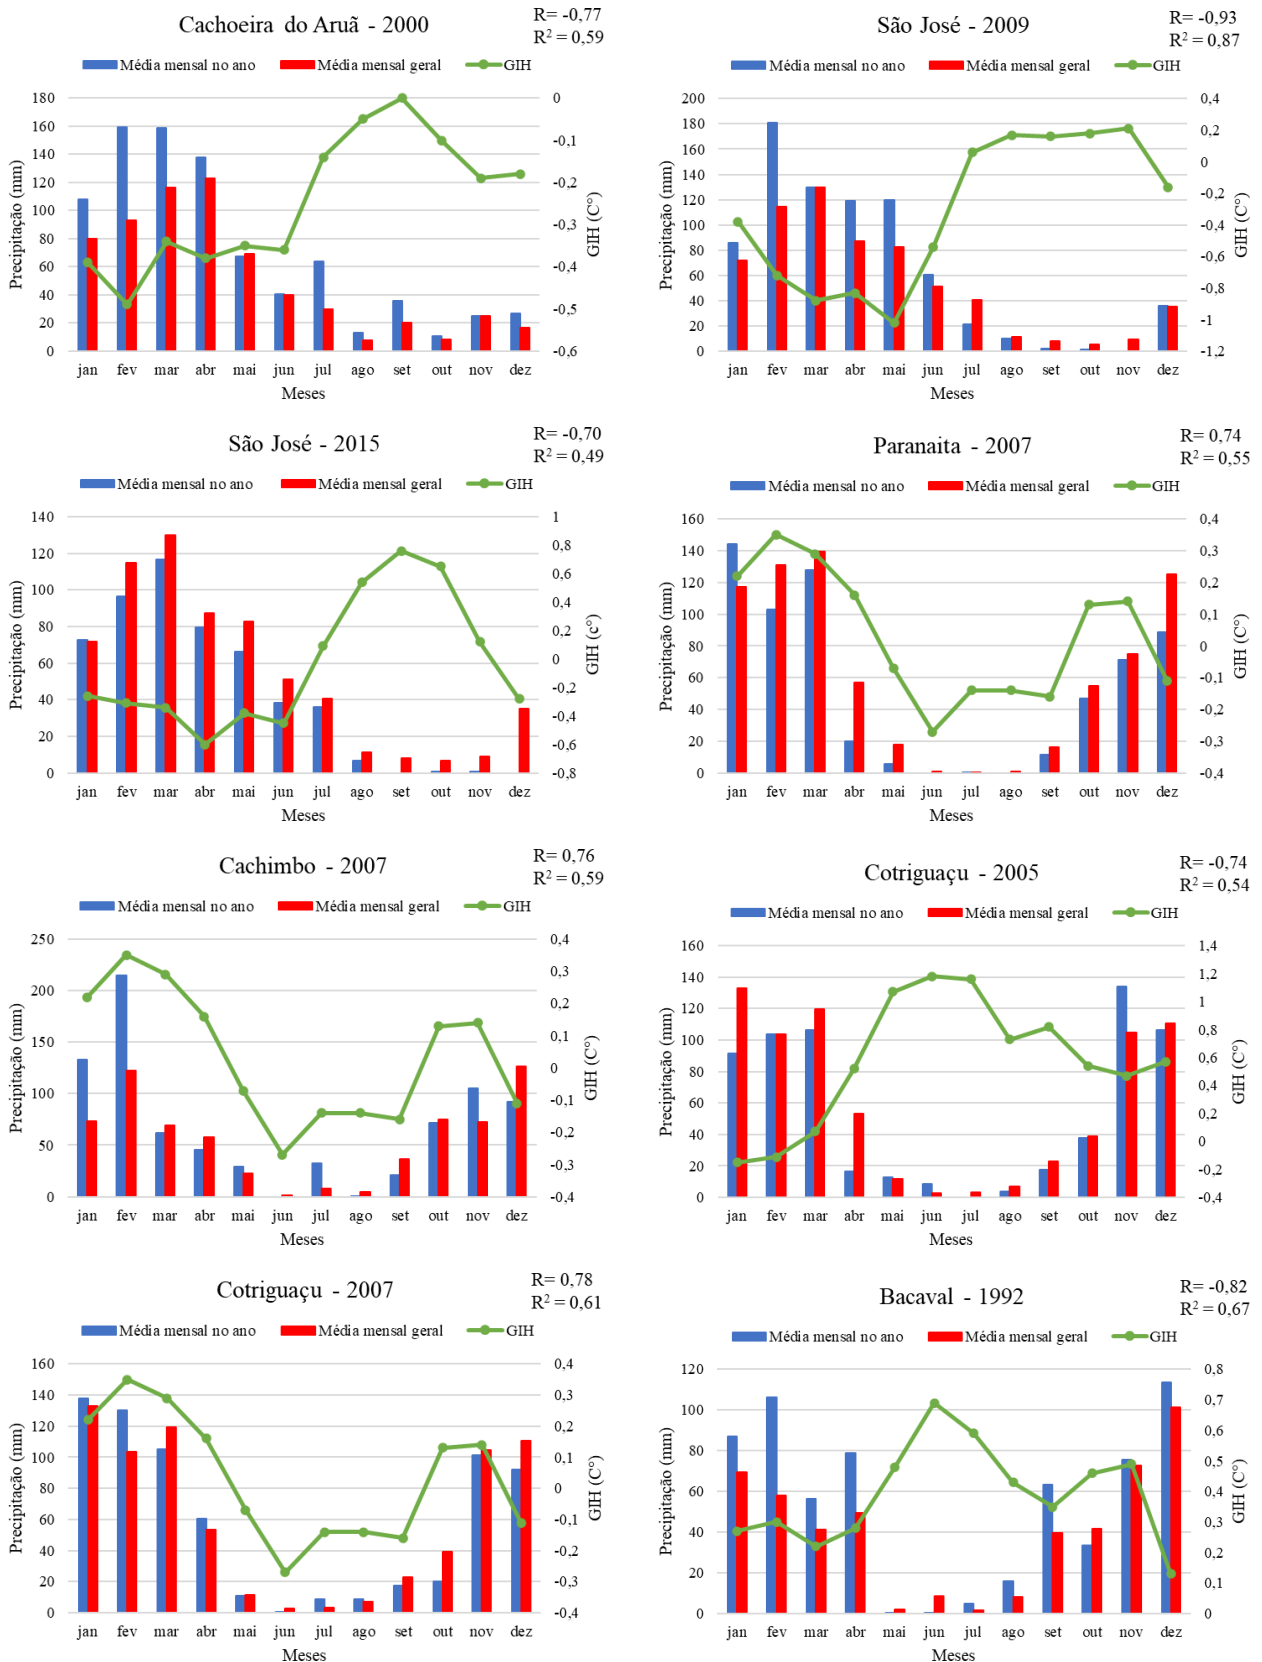 Cachoeira do Aruã - 2000
R= -0,77
R² = 0,59
Média mensal no ano Média mensal geral GIH
Precipitação (mm)
180
160
140
120
100
80
60
40
20
0
0
-0,1
-0,2
-0,3
-0,4
-0,5
-0,6
GIH (C°)
jan fev mar abr mai jun jul ago set out nov dez
Meses
São José - 2009
R= -0,93
R² = 0,87
Média mensal no ano Média mensal geral GIH
Precipitação (mm)
200
180
160
140
120
100
80
60
40
20
0
0,4
0,2
0
-0,2
-0,4
-0,6
-0,8
-1
-1,2
GIH (C°)
jan fev mar abr mai jun jul ago set out nov dez
Meses
São José - 2015
R= -0,70
R² = 0,49
Média mensal no ano Média mensal geral GIH
Precipitação (mm)
140
120
100
80
60
40
20
0
1
0,8
0,6
0,4
0,2
0
-0,2
-0,4
-0,6
-0,8
GIH (c°)
jan fev mar abr mai jun jul ago set out nov dez
Meses
Paranaita - 2007
R= 0,74
R² = 0,55
Média mensal no ano Média mensal geral GIH
Precipitação (mm)
160
140
120
100
80
60
40
20
0
0,4
0,3
0,2
0,1
0
-0,1
-0,2
-0,3
-0,4
GIH (C°)
jan fev mar abr mai jun jul ago set out nov dez
Meses
Cachimbo - 2007
R= 0,76
R² = 0,59
Média mensal no ano Média mensal geral GIH
Precipitação (mm)
250
200
150
100
50
0
0,4
0,3
0,2
0,1
0
-0,1
-0,2
-0,3
-0,4
GIH (C°)
jan fev mar abr mai jun jul ago set out nov dez
Meses
Cotriguaçu - 2005
R= -0,74
R² = 0,54
Média mensal no ano Média mensal geral GIH
Precipitação (mm)
160
140
120
100
80
60
40
20
0
1,4
1,2
1
0,8
0,6
0,4
0,2
0
-0,2
-0,4
GIH (C°)
jan fev mar abr mai jun jul ago set out nov dez
Meses
Cotriguaçu - 2007
R= 0,78
R² = 0,61
Média mensal no ano Média mensal geral GIH
Precipitação (mm)
160
140
120
100
80
60
40
20
0
0,4
0,3
0,2
0,1
0
-0,1
-0,2
-0,3
-0,4
GIH (C°)
jan fev mar abr mai jun jul ago set out nov dez
Meses
Bacaval - 1992
R= -0,82
R² = 0,67
Média mensal no ano Média mensal geral GIH
Precipitação (mm)
120
100
80
60
40
20
0
0,8
0,7
0,6
0,5
0,4
0,3
0,2
0,1
0
GIH (C°)
jan fev mar abr mai jun jul ago set out nov dez
Meses